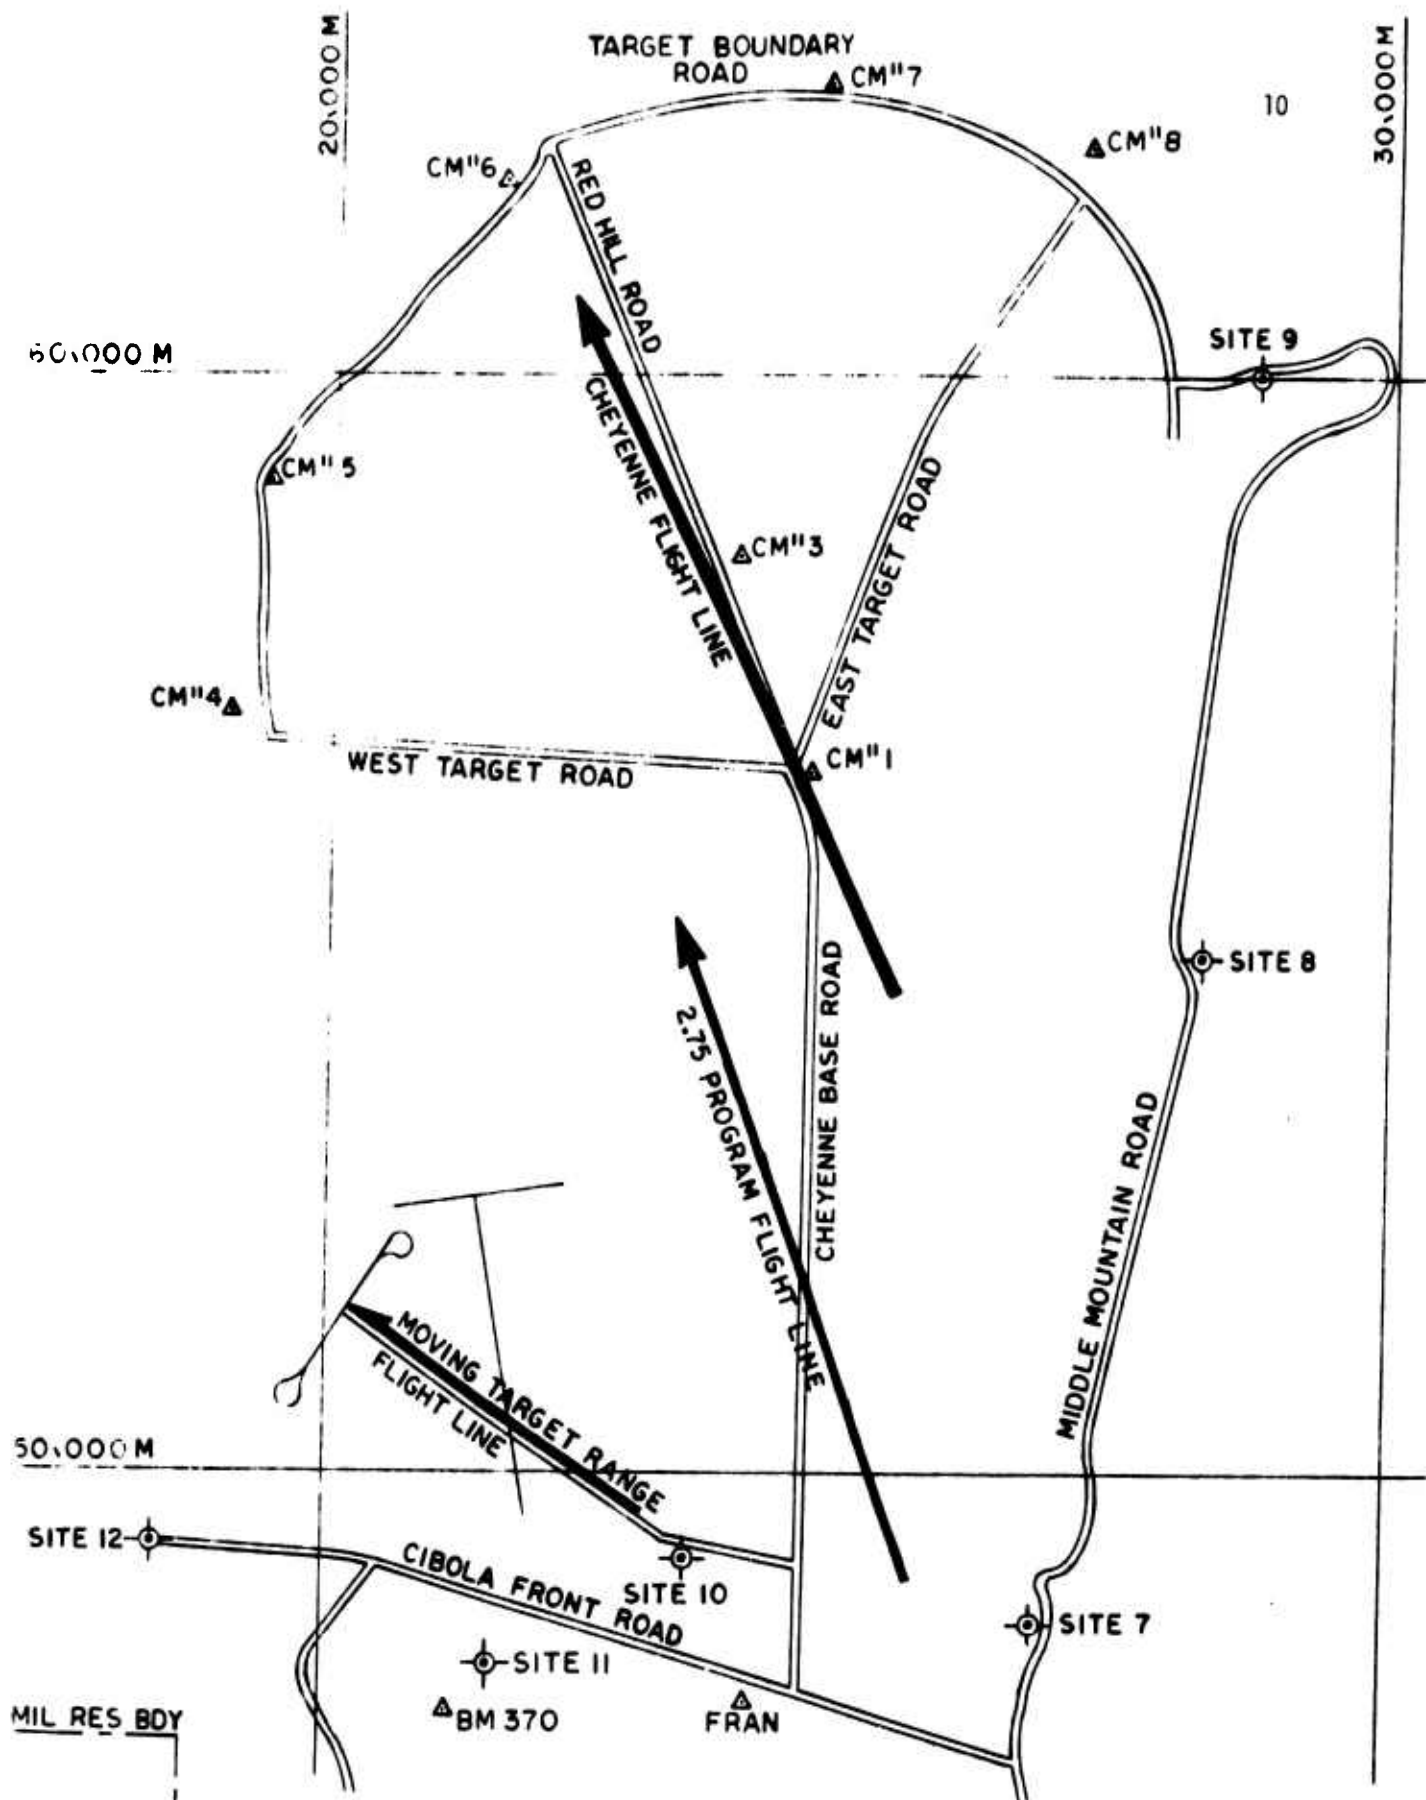 20,000 M
TARGET BOUNDARY
ROAD
CM"7
10
30,000 M
CM"8
CM"6
RED HILL ROAD
SITE 9
60,000 M
CHEYENNE FLIGHT LINE
CM"5
EAST TARGET ROAD
CM"3
CM"4
CM"1
WEST TARGET ROAD
SITE 8
CHEYENNE BASE ROAD
2.75 PROGRAM FLIGHT LINE
MIDDLE MOUNTAIN ROAD
MOVING TARGET RANGE
FLIGHT LINE
50,000 M
SITE 12
CIBOLA FRONT ROAD
SITE 10
SITE 7
SITE 11
BM 370
FRAN
MIL RES BDY